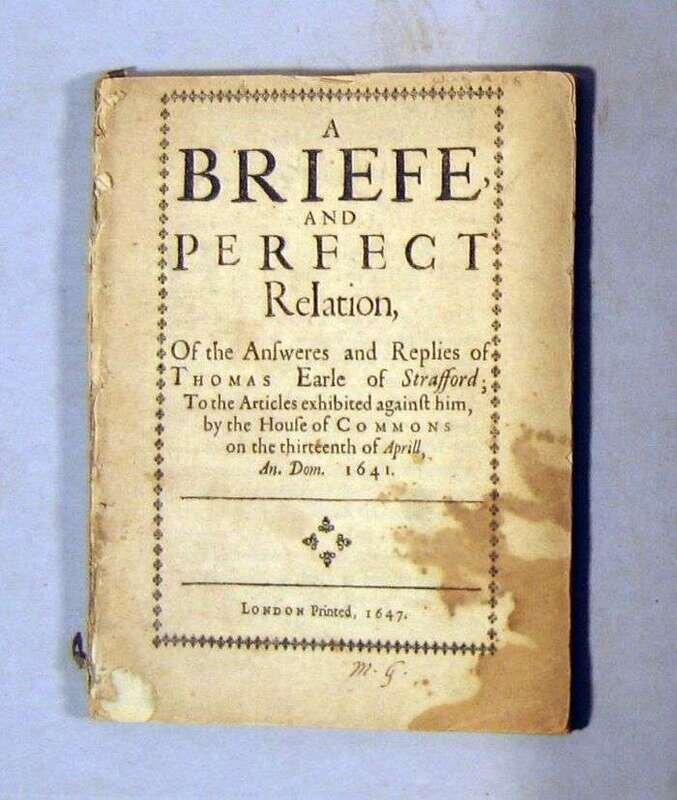 A
BRIEFE,
AND
PERFECT
Relation,
Of the Anſweres and Replies of
THOMAS Earle of Strafford;
To the Articles exhibited againſt him,
by the Houſe of COMMONS
on the thirteenth of Aprill,
An. Dom. 1641.
LONDON Printed, 1647.
M. G.